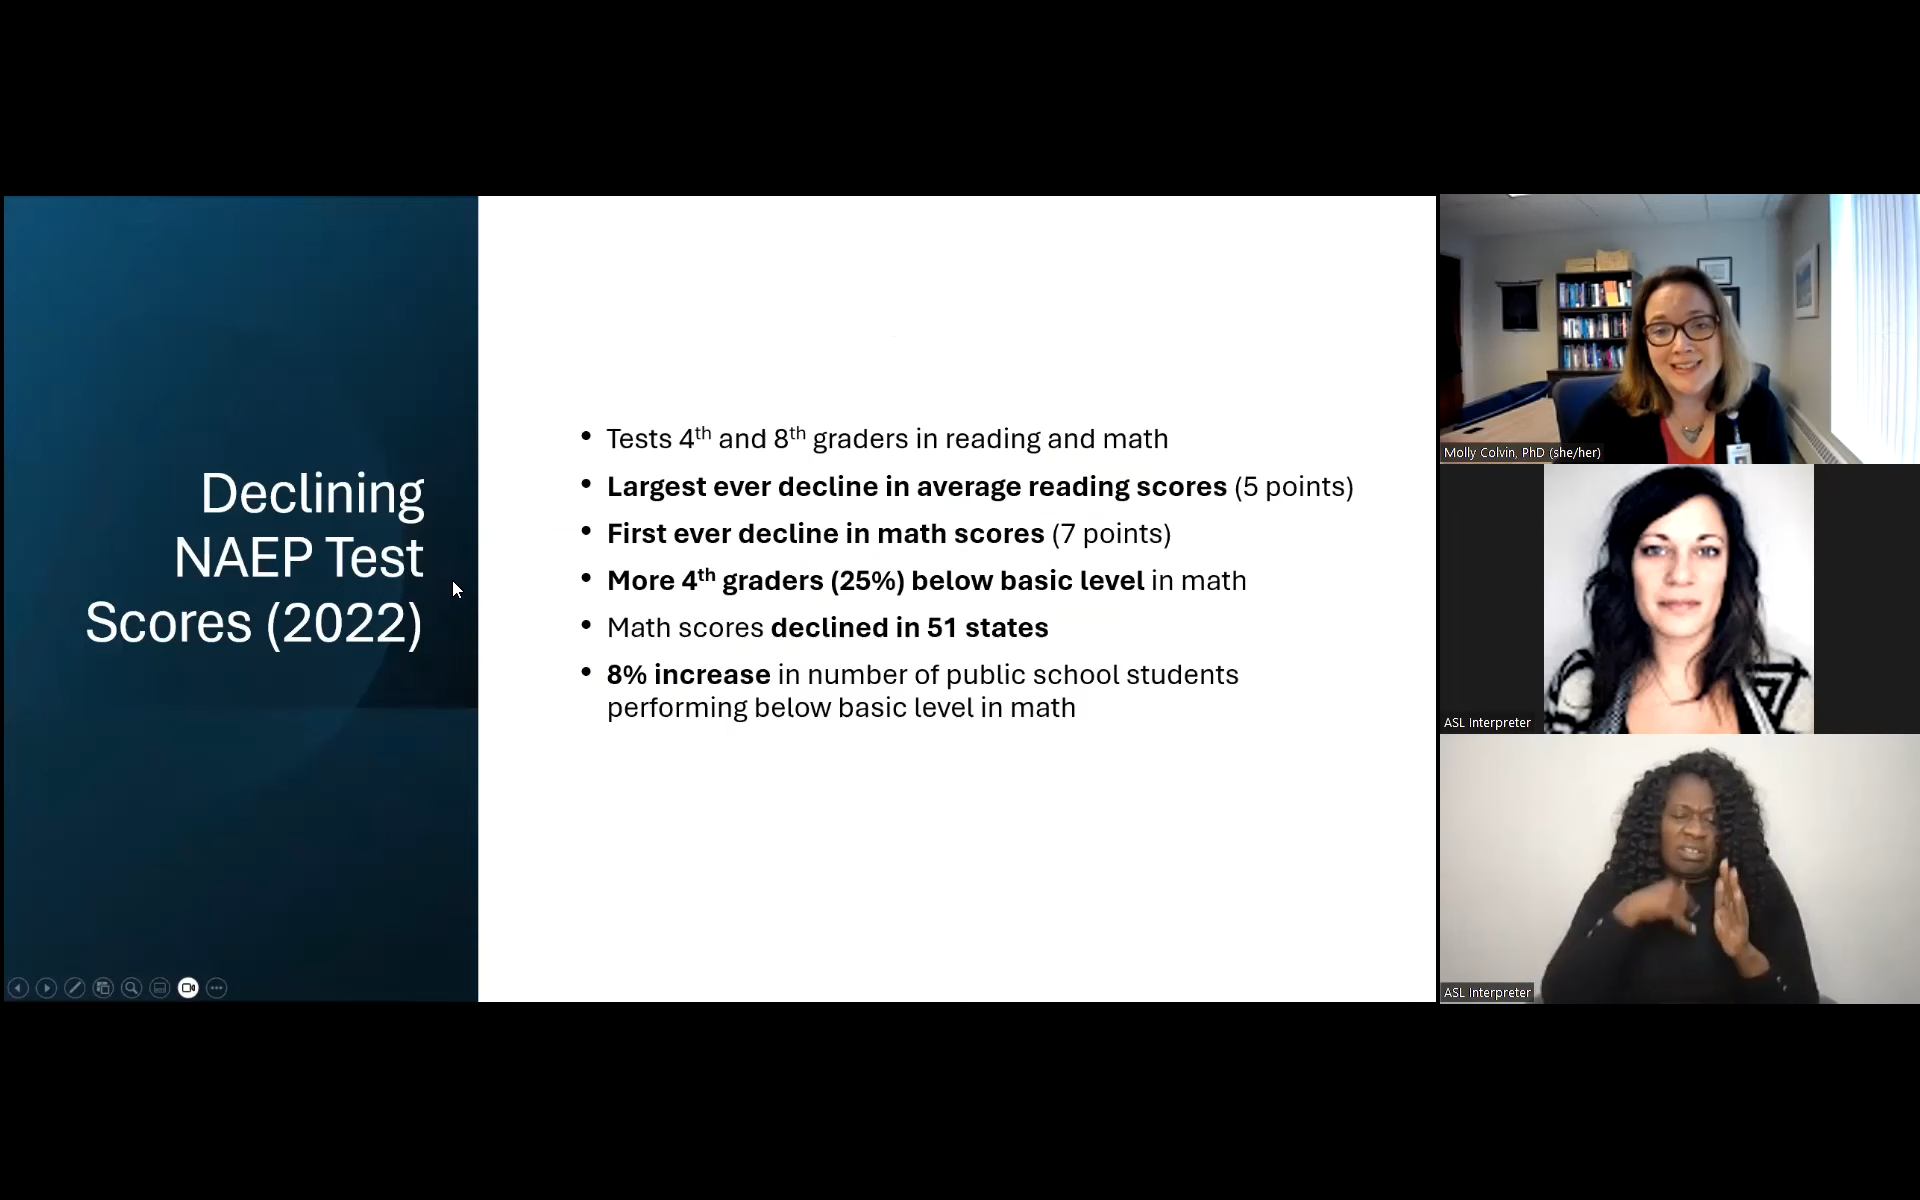 Declining
NAEP Test
Scores (2022)
• Tests 4th and 8th graders in reading and math
• Largest ever decline in average reading scores (5 points)
• First ever decline in math scores (7 points)
• More 4th graders (25%) below basic level in math
• Math scores declined in 51 states
• 8% increase in number of public school students
performing below basic level in math
Molly Colvin, PhD (she/her)
ASL Interpreter
ASL Interpreter